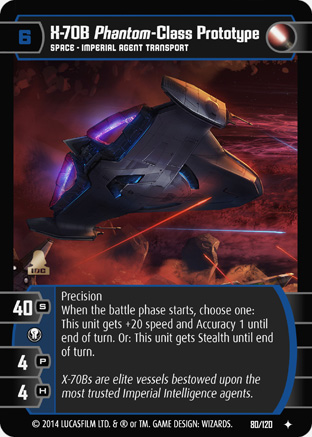 6
X-70B Phantom-Class Prototype
SPACE - IMPERIAL AGENT TRANSPORT
40 S
4 P
4 H
Precision
When the battle phase starts, choose one:
This unit gets +20 speed and Accuracy 1 until
end of turn. Or: This unit gets Stealth until end
of turn.
X-70Bs are elite vessels bestowed upon the
most trusted Imperial Intelligence agents.
© 2014 LUCASFILM LTD. & ® or TM. GAME DESIGN: WIZARDS.
80/120